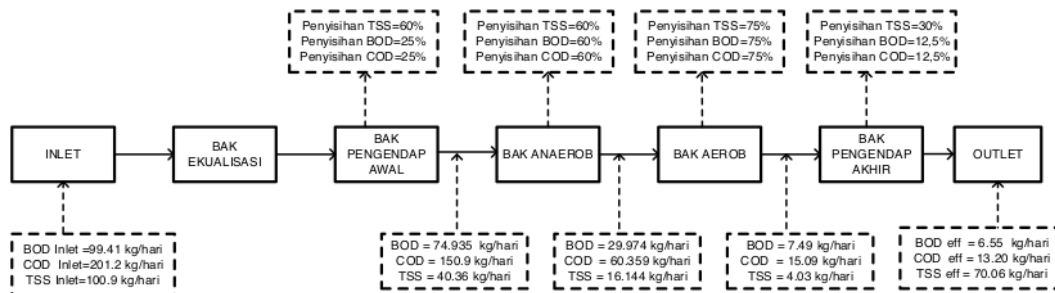 Penyisihan TSS=60%
Penyisihan BOD=25%
Penyisihan COD=25%
Penyisihan TSS=60%
Penyisihan BOD=60%
Penyisihan COD=60%
Penyisihan TSS=75%
Penyisihan BOD=75%
Penyisihan COD=75%
Penyisihan TSS=30%
Penyisihan BOD=12,5%
Penyisihan COD=12,5%
INLET
BAK
EKUALISASI
BAK
PENGENDAP
AWAL
BAK ANAEROB
BAK AEROB
BAK
PENGENDAP
AKHIR
OUTLET
BOD Inlet =99.41 kg/hari
COD Inlet=201.2 kg/hari
TSS Inlet=100.9 kg/hari
BOD = 74.935 kg/hari
COD = 150.9 kg/hari
TSS = 40.36 kg/hari
BOD = 29.974 kg/hari
COD = 60.359 kg/hari
TSS = 16.144 kg/hari
BOD = 7.49 kg/hari
COD = 15.09 kg/hari
TSS = 4.03 kg/hari
BOD eff = 6.55 kg/hari
COD eff = 13.20 kg/hari
TSS eff = 70.06 kg/hari